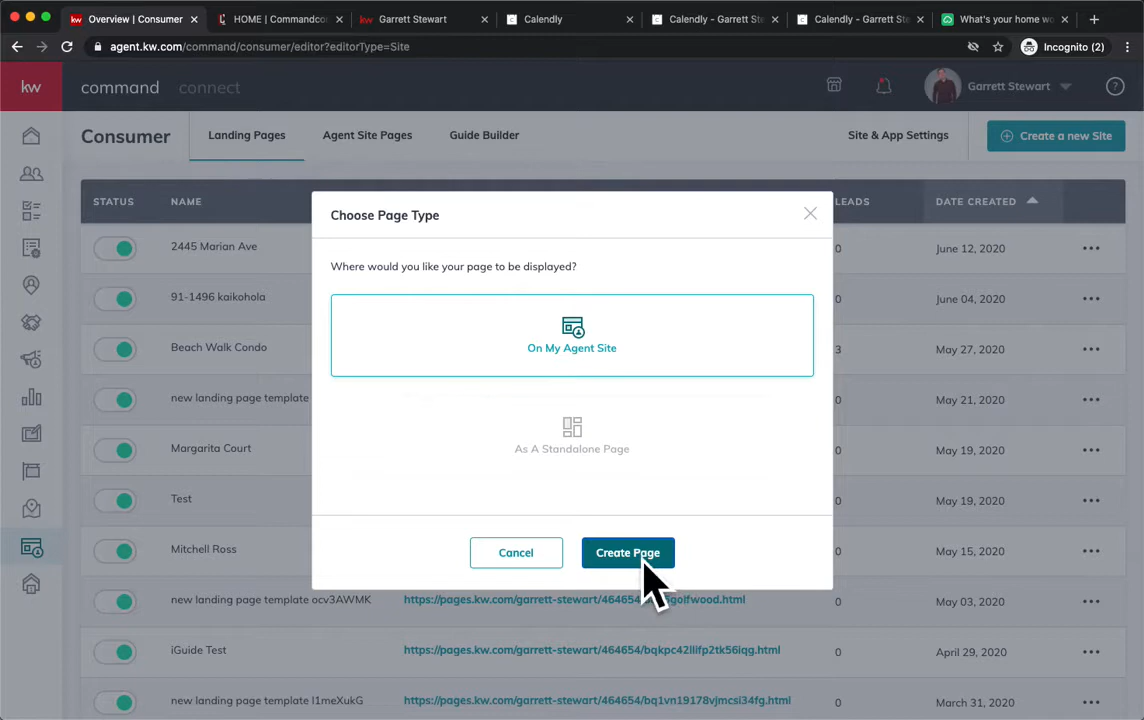 Overview | Consumer
HOME | Commandcor
kw Garrett Stewart
Calendly
Calendly - Garrett Ste
Calendly - Garrett Ste
What's your home wo
agent.kw.com/command/consumer/editor?editorType=Site
Incognito (2)
kw command connect
Garrett Stewart
Consumer
Landing Pages
Agent Site Pages
Guide Builder
Site & App Settings
Create a new Site
STATUS NAME LEADS DATE CREATED
2445 Marian Ave 0 June 12, 2020
91-1496 kaikohola 0 June 04, 2020
Beach Walk Condo 3 May 27, 2020
new landing page template 0 May 21, 2020
Margarita Court 0 May 19, 2020
Test 0 May 19, 2020
Mitchell Ross 0 May 15, 2020
new landing page template ocv3AWMK https://pages.kw.com/garrett-stewart/464654/ golfwood.html 0 May 03, 2020
iGuide Test https://pages.kw.com/garrett-stewart/464654/bqkpc42llifp2tk56iqg.html 0 April 29, 2020
new landing page template l1meXukG https://pages.kw.com/garrett-stewart/464654/bq1vn19178vjmcsi34fg.html 0 March 31, 2020
Choose Page Type
Where would you like your page to be displayed?
On My Agent Site
As A Standalone Page
Cancel
Create Page